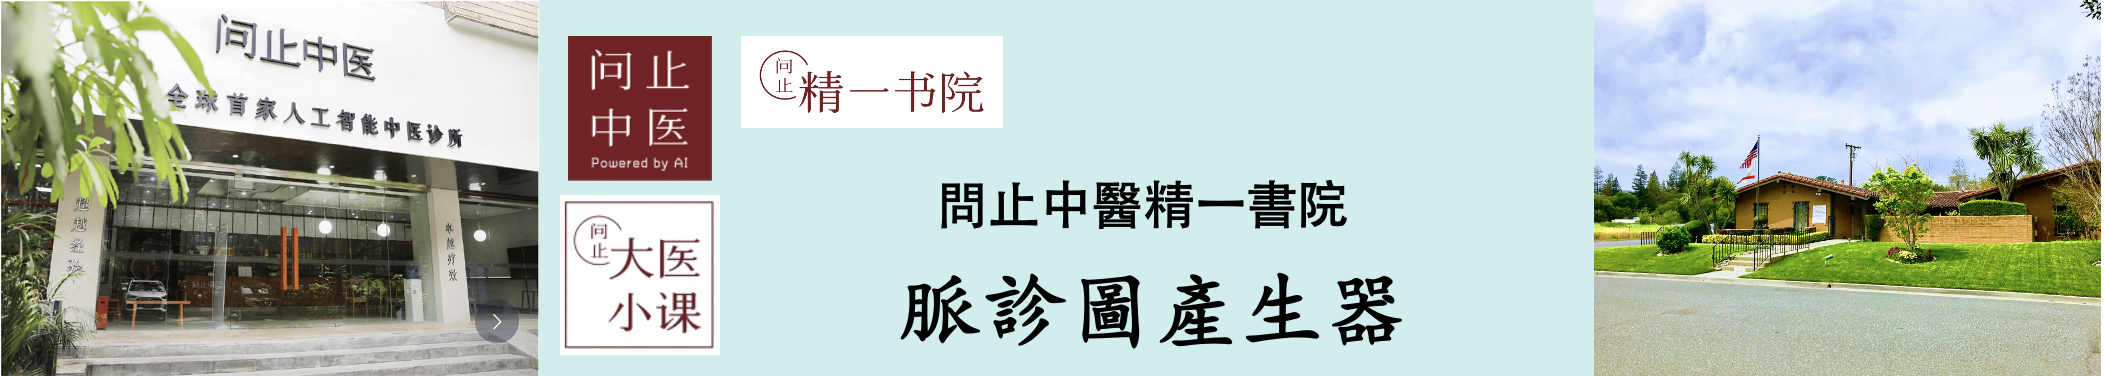 问止中医
全球首家人工智能中医诊所
超越经验
卓越疗效
问止
中医
Powered by AI
问止
精一书院
问止
大医
小课
問止中醫精一書院
脈診圖產生器